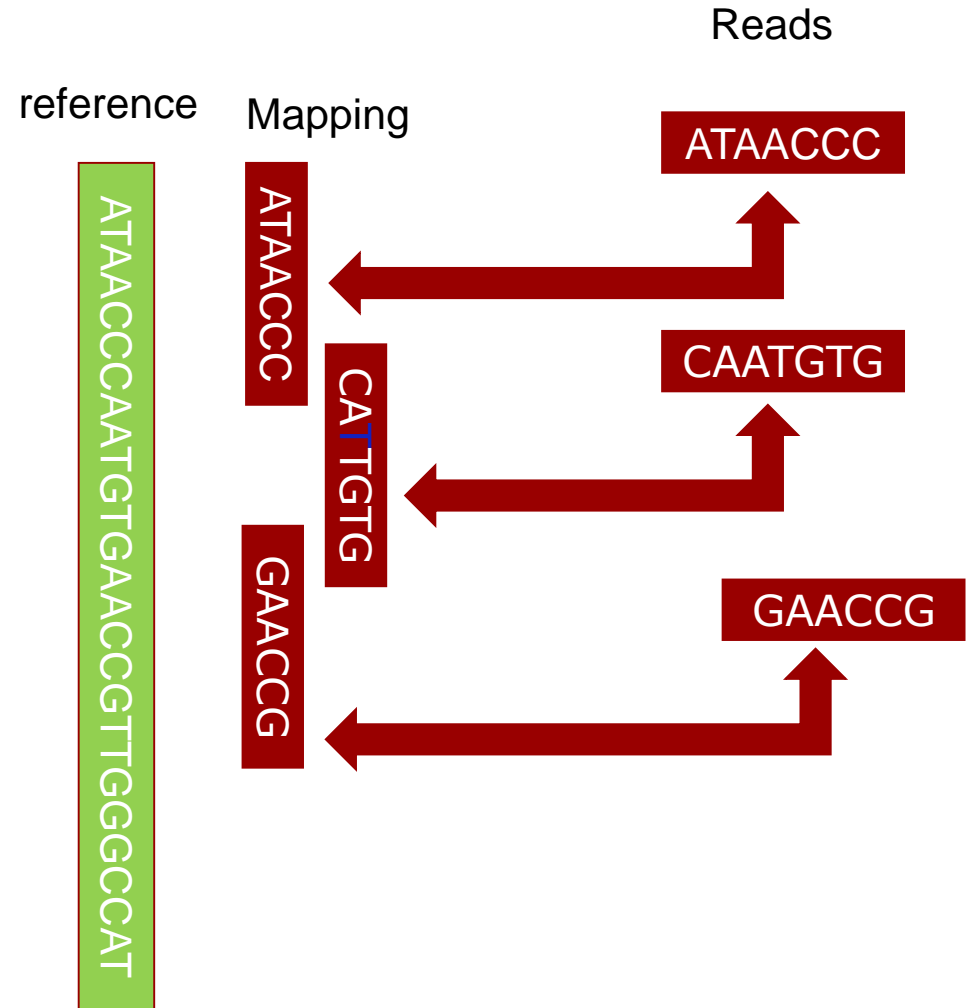 Reads
reference
Mapping
ATAACCC
ATAACCCAATGTGAACCGTTGGGCCAT
ATAACCC
CAATGTG
CATTGTG
GAACCG
GAACCG